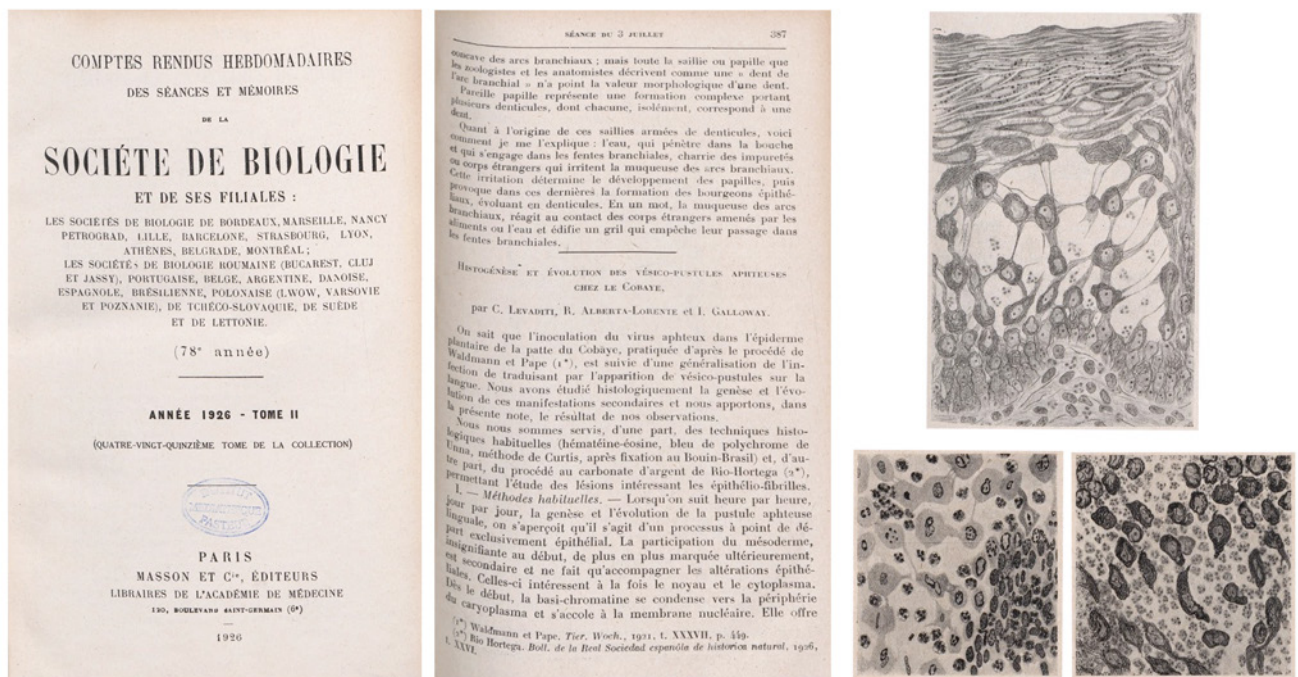 COMPTES RENDUS HEBDOMADAIRES
DES SÉANCES ET MÉMOIRES
DE LA
SOCIÉTE DE BIOLOGIE
ET DE SES FILIALES :
LES SOCIÉTÉS DE BIOLOGIE DE BORDEAUX, MARSEILLE, NANCY
PETROGRAD, LILLE, BARCELONE, STRASBOURG, LYON,
ATHÈNES, BELGRADE, MONTRÉAL ;
LES SOCIÉTÉS DE BIOLOGIE ROUMAINE (BUCAREST, CLUJ
ET JASSY), PORTUGAISE, BELGE, ARGENTINE, DANOISE,
ESPAGNOLE, BRÉSILIENNE, POLONAISE (LWOW, VARSOVIE
ET POZNANIE), DE TCHÉCO-SLOVAQUIE, DE SUÈDE
ET DE LETTONIE.
(78e année)
ANNÉE 1926 - TOME II
(QUATRE-VINGT-QUINZIÈME TOME DE LA COLLECTION)
PASTEUR
PARIS
MASSON ET Cie, ÉDITEURS
LIBRAIRES DE L'ACADÉMIE DE MÉDECINE
120, BOULEVARD SAINT-GERMAIN (6e)
1926
SÉANCE DU 3 JUILLET 387
concave des arcs branchiaux ; mais toute la saillie ou papille que
les zoologistes et les anatomistes décrivent comme une « dent de
l'arc branchial » n'a point la valeur morphologique d'une dent.
Pareille papille représente une formation complexe portant
plusieurs denticules, dont chacune, isolément, correspond à une
dent.
Quant à l'origine de ces saillies armées de denticules, voici
comment je me l'explique : l'eau, qui pénètre dans la bouche
et qui s'engage dans les fentes branchiales, charrie des impuretés
ou corps étrangers qui irritent la muqueuse des arcs branchiaux.
Cette irritation détermine le développement des papilles, puis
provoque dans ces dernières la formation des bourgeons épithé-
liaux, évoluant en denticules. En un mot, la muqueuse des arcs
branchiaux, réagit au contact des corps étrangers amenés par les
aliments ou l'eau et édifie un gril qui empêche leur passage dans
les fentes branchiales.
HISTOGÉNÈSE ET ÉVOLUTION DES VÉSICO-PUSTULES APHTEUSES
CHEZ LE COBAYE,
par C. LEVADITI, R. ALBERTA-LORENTE et I. GALLOWAY.
On sait que l'inoculation du virus aphteux dans l'épiderme
plantaire de la patte du Cobaye, pratiquée d'après le procédé de
Waldmann et Pape (1*), est suivie d'une généralisation de l'in-
fection de traduisant par l'apparition de vésico-pustules sur la
langue. Nous avons étudié histologiquement la genèse et l'évo-
lution de ces manifestations secondaires et nous apportons, dans
la présente note, le résultat de nos observations.
Nous nous sommes servis, d'une part, des techniques histo-
logiques habituelles (hématéine-éosine, bleu de polychrome de
Unna, méthode de Curtis, après fixation au Bouin-Brasil) et, d'au-
tre part, du procédé au carbonate d'argent de Rio-Hortega (2*),
permettant l'étude des lésions intéressant les épithélio-fibrilles.
I. — Méthodes habituelles. — Lorsqu'on suit heure par heure,
jour par jour, la genèse et l'évolution de la pustule aphteuse
linguale, on s'aperçoit qu'il s'agit d'un processus à point de dé-
part exclusivement épithélial. La participation du mésoderme,
insignifiante au début, de plus en plus marquée ultérieurement,
est secondaire et ne fait qu'accompagner les altérations épithé-
liales. Celles-ci intéressent à la fois le noyau et le cytoplasma.
Dès le début, la basi-chromatine se condense vers la périphérie
du caryoplasma et s'accole à la membrane nucléaire. Elle offre
(1*) Waldmann et Pape. Tier. Woch., 1921, t. XXXVII, p. 449.
(2*) Rio Hortega. Boll. de la Real Sociedad espanóla de historica natural, 1926,
t. XXVI.